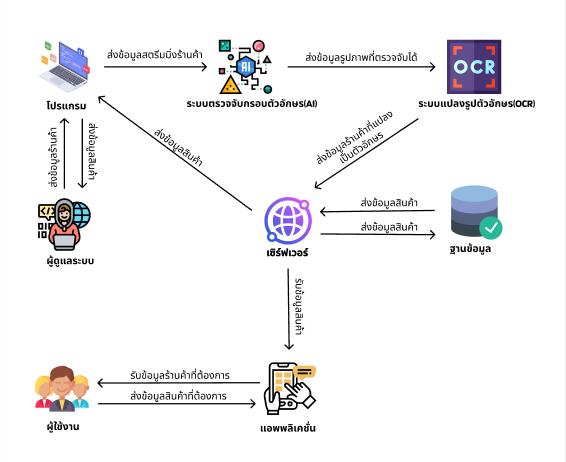 ส่งข้อมูลสตรีมมิ่งร้านค้า
ส่งข้อมูลรูปภาพที่ตรวจจับได้
AI
OCR
โปรแกรม
ระบบตรวจจับกรอบตัวอักษร(AI)
ระบบแปลงรูปตัวอักษร(OCR)
ส่งข้อมูลร้านค้า
ส่งข้อมูลสินค้า
ส่งข้อมูลสินค้า
ส่งข้อมูลร้านค้าที่แปลง
เป็นตัวอักษร
ส่งข้อมูลสินค้า
ส่งข้อมูลสินค้า
ผู้ดูแลระบบ
เซิร์ฟเวอร์
ฐานข้อมูล
รับข้อมูลสินค้า
รับข้อมูลร้านค้าที่ต้องการ
ส่งข้อมูลสินค้าที่ต้องการ
ผู้ใช้งาน
แอพพลิเคชั่น